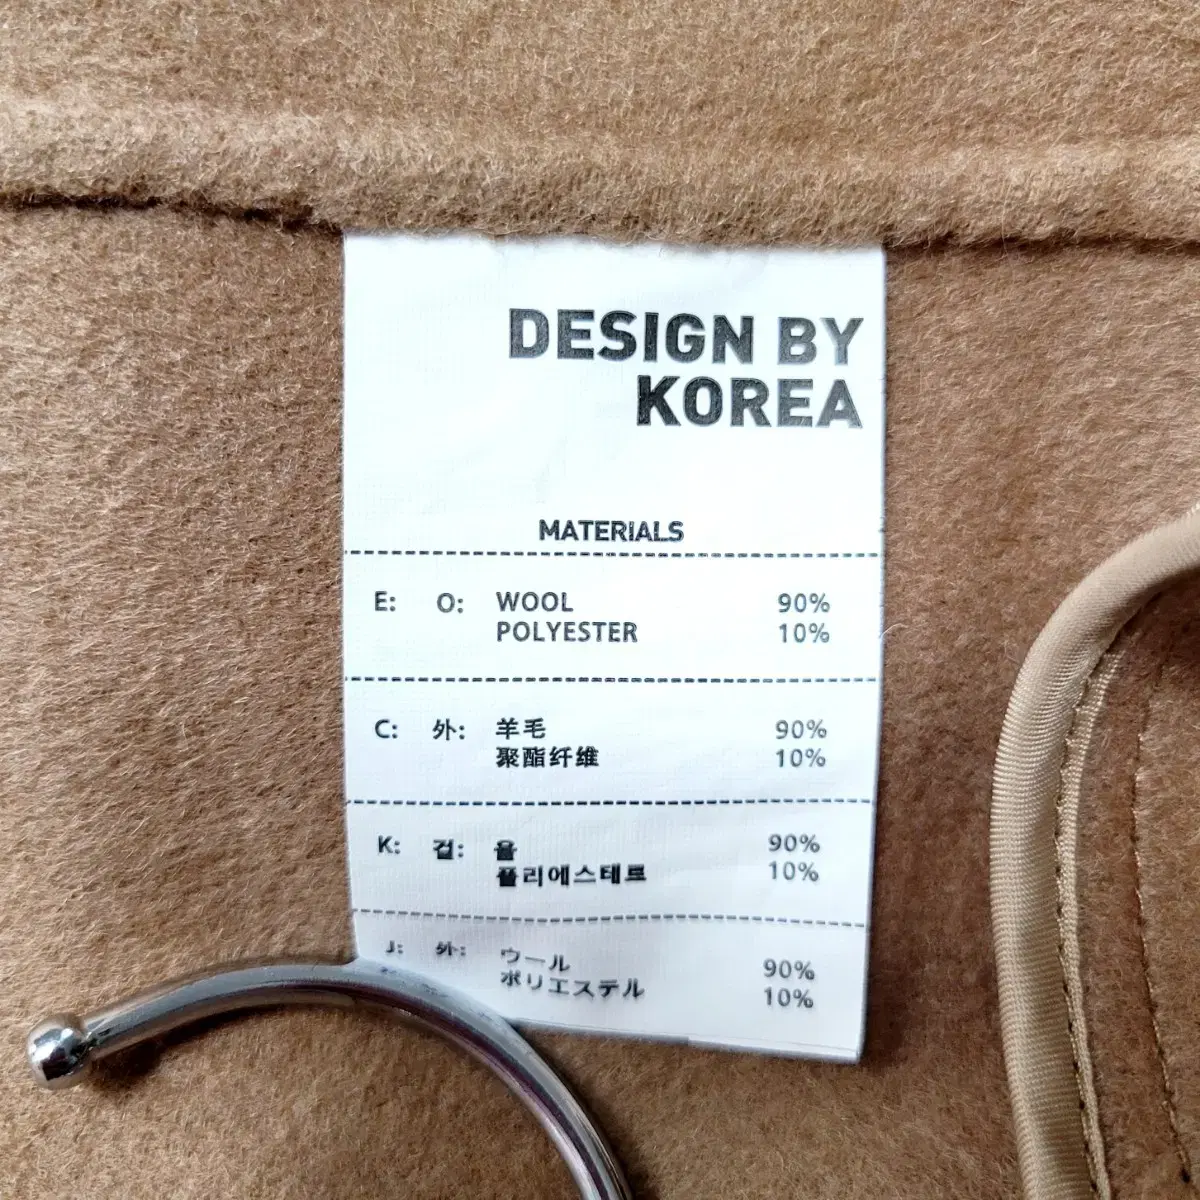 DESIGN BY
KOREA
MATERIALS
E: O: WOOL 90%
POLYESTER 10%
C: 外: 羊毛 90%
聚酯纤维 10%
K: 겉: 울 90%
폴리에스테르 10%
J: 外: ウール 90%
ポリエステル 10%